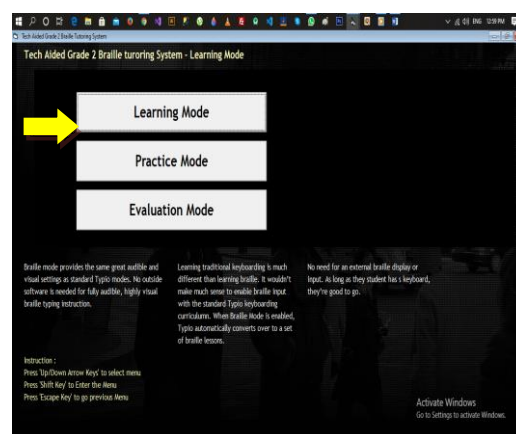 ENG 12:59 PM
Tech Aided Grade 2 Braille Tutoring System
Tech Aided Grade 2 Braille turoring System - Learning Mode
Learning Mode
Practice Mode
Evaluation Mode
Braille mode provides the same great audible and
visual settings as standard Typio modes. No outside
software is needed for fully audible, highly visual
braille typing instruction.
Learning traditional keyboarding is much
different than learning braille. It wouldn't
make much sense to enable braille input
with the standard Typio keyboarding
curriculumn. When Braille Mode is enabled,
Typio automatically converts over to a set
of braille lessons.
No need for an external braille display or
input. As long as they student has s keyboard,
they're good to go.
Instruction :
Press 'Up/Down Arrow Keys' to select menu
Press 'Shift Key' to Enter the Menu
Press 'Escape Key' to go previous Menu
Activate Windows
Go to Settings to activate Windows.